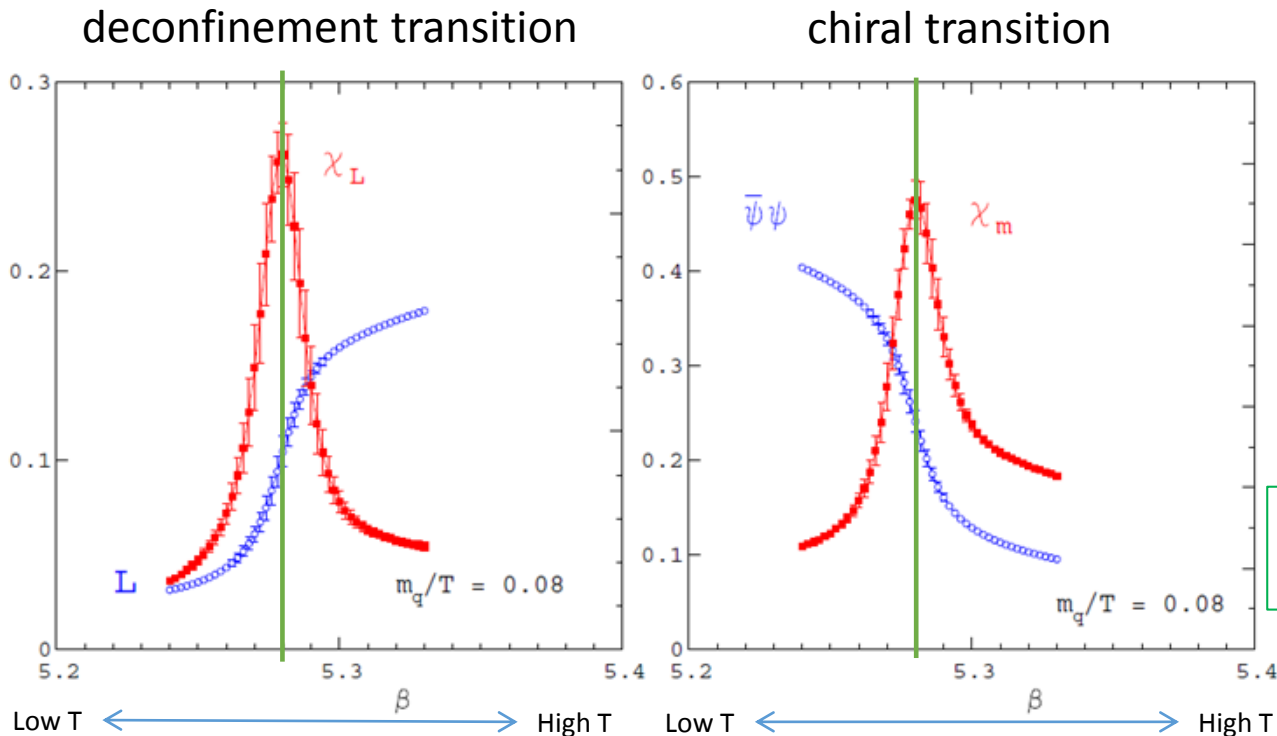 deconfinement transition
0.3
0.2
0.1
0
χ_L
L
m_q/T = 0.08
5.2
5.3
5.4
β
Low T
High T
chiral transition
0.6
0.5
0.4
0.3
0.2
0.1
0
ψ̄ψ
χ_m
m_q/T = 0.08
5.2
5.3
5.4
β
Low T
High T